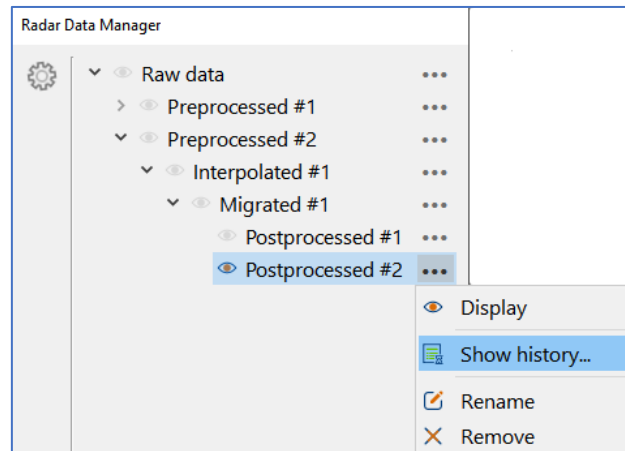 Radar Data Manager
Raw data
Preprocessed #1
Preprocessed #2
Interpolated #1
Migrated #1
Postprocessed #1
Postprocessed #2
Display
Show history...
Rename
Remove